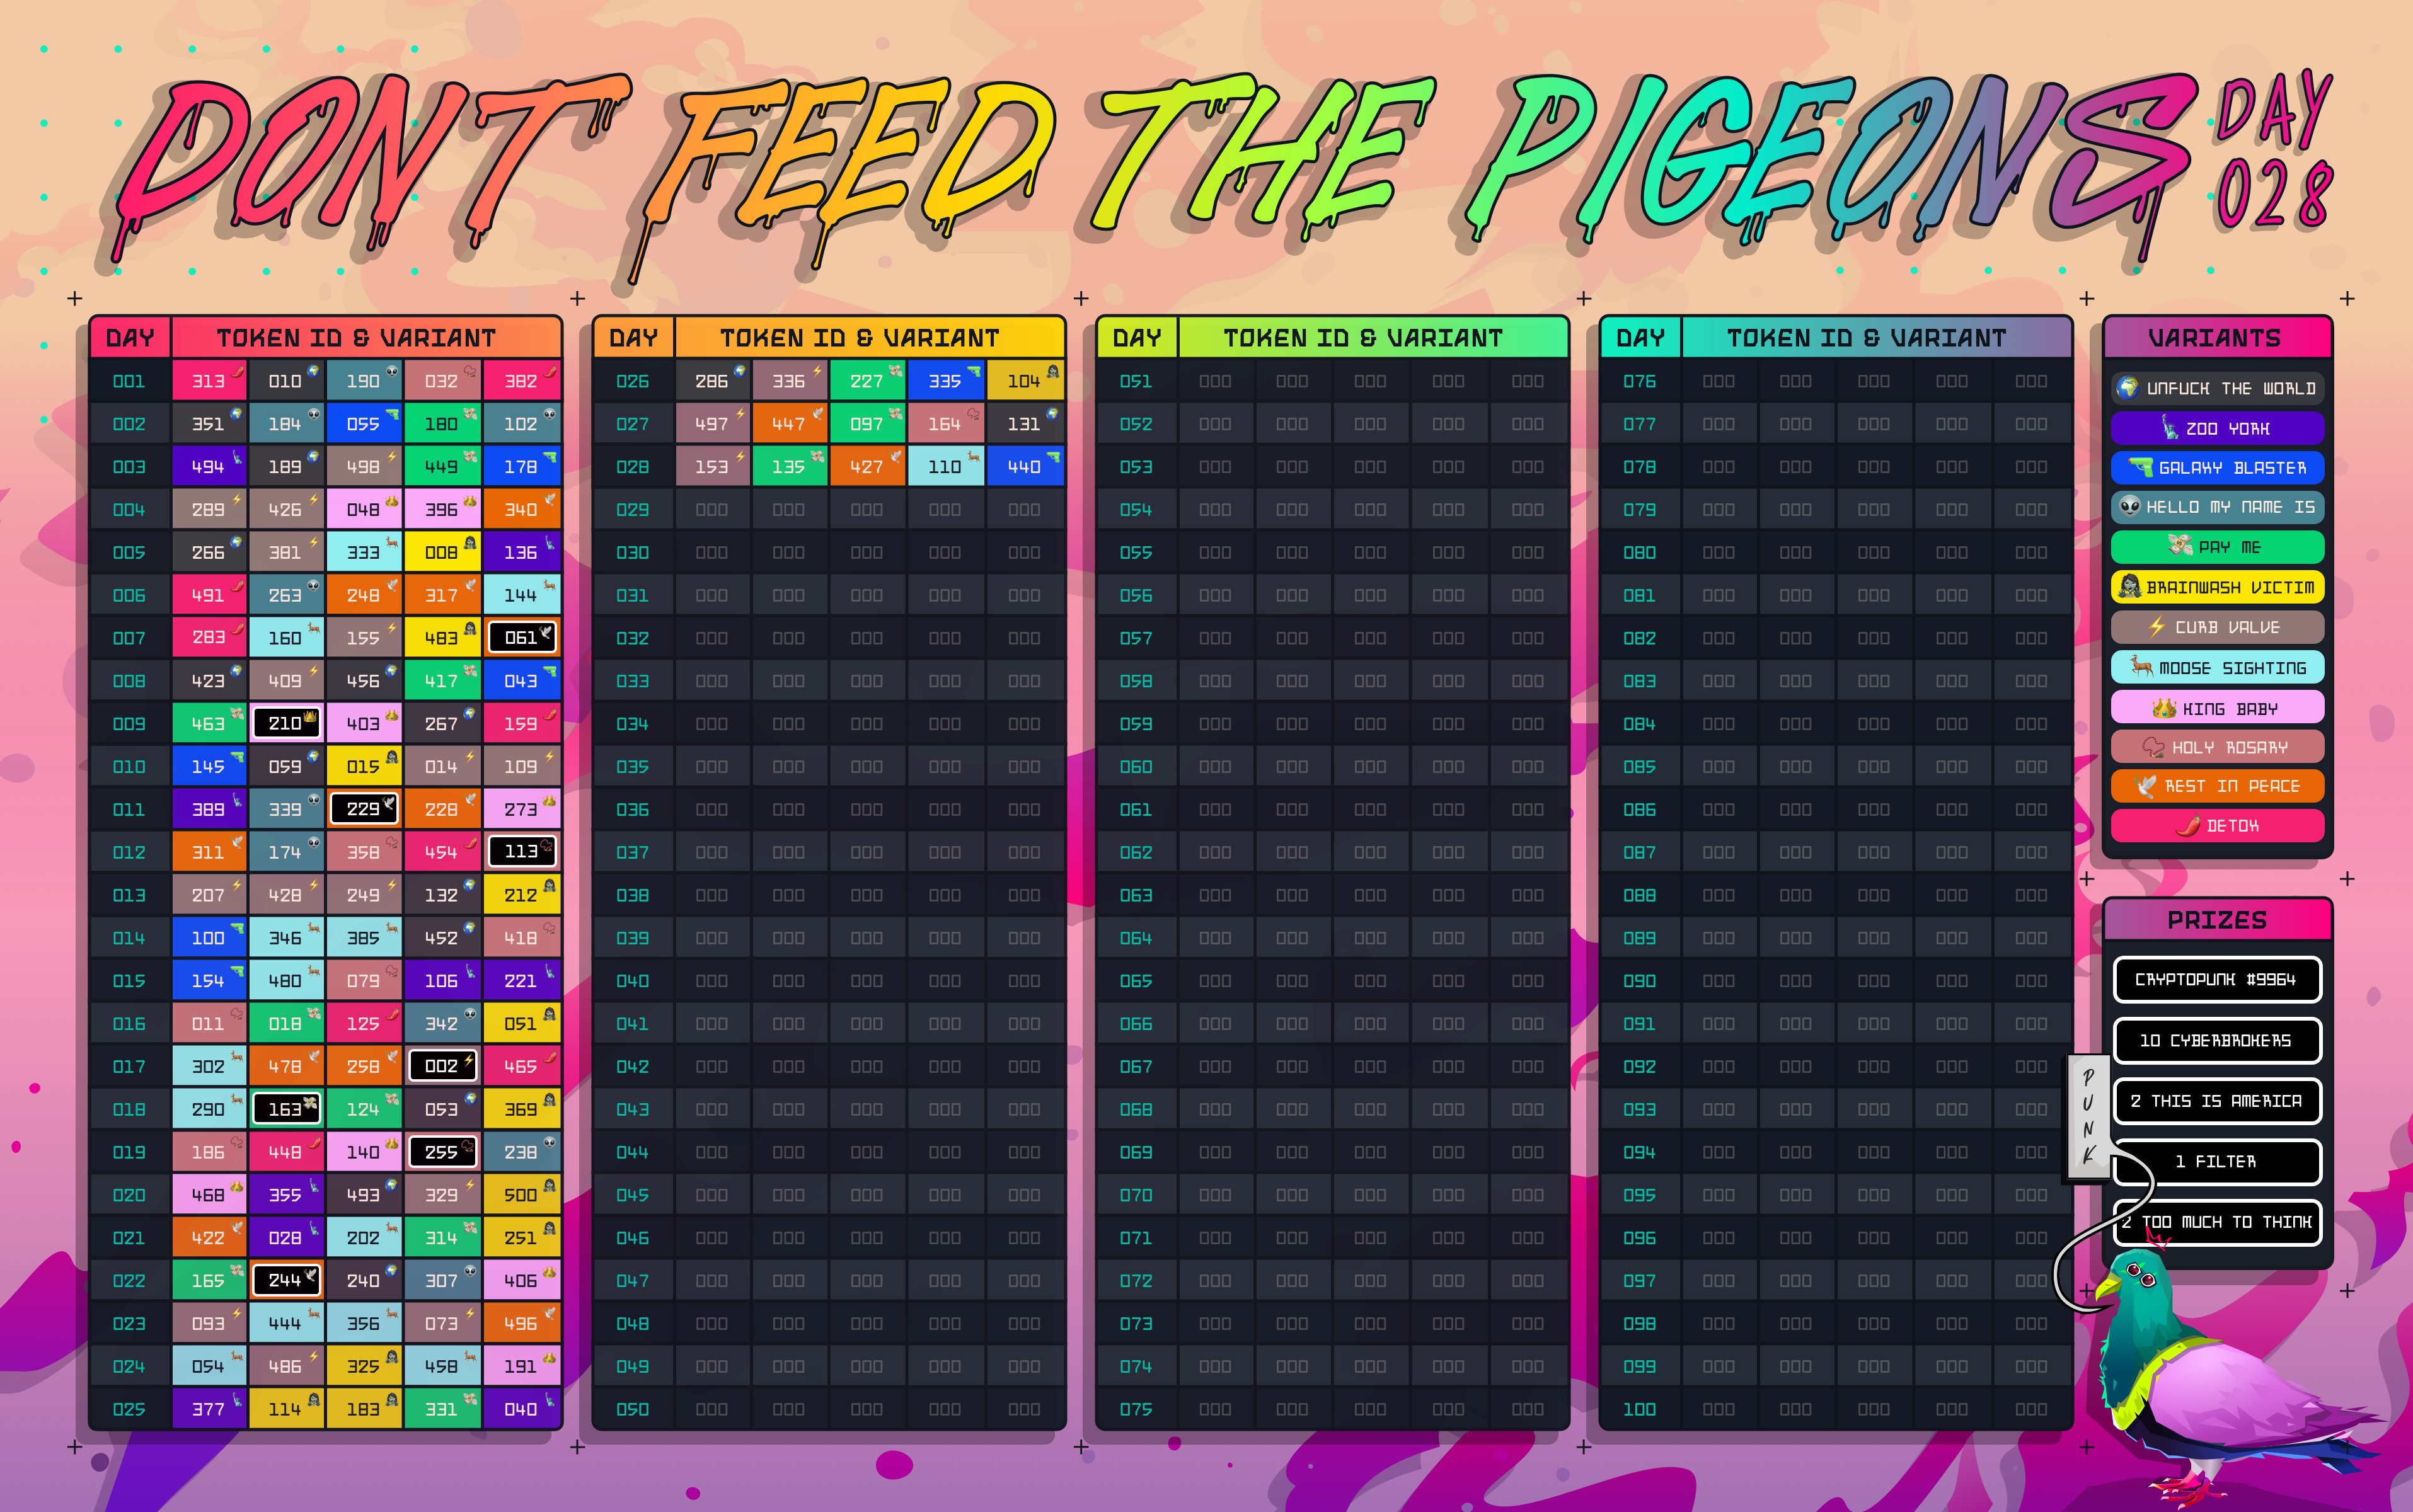 DONT FEED THE PIGEONS
DAY
028
DAY TOKEN ID & VARIANT
001 313 010 190 032 382
002 351 184 055 180 102
003 494 189 498 449 178
004 289 426 048 396 340
005 266 381 333 008 136
006 491 263 248 317 144
007 283 160 155 483 061
008 423 409 456 417 043
009 463 210 403 267 159
010 145 059 015 014 109
011 389 339 229 228 273
012 311 174 358 454 113
013 207 428 249 132 212
014 100 346 385 452 418
015 154 480 079 106 221
016 011 018 125 342 051
017 302 478 258 002 465
018 290 163 124 053 369
019 186 448 140 255 238
020 468 355 493 329 500
021 422 028 202 314 251
022 165 244 240 307 406
023 093 444 356 073 496
024 054 486 325 458 191
025 377 114 183 331 040
DAY TOKEN ID & VARIANT
026 286 336 227 335 104
027 497 447 097 164 131
028 153 135 427 110 440
029 000 000 000 000 000
030 000 000 000 000 000
031 000 000 000 000 000
032 000 000 000 000 000
033 000 000 000 000 000
034 000 000 000 000 000
035 000 000 000 000 000
036 000 000 000 000 000
037 000 000 000 000 000
038 000 000 000 000 000
039 000 000 000 000 000
040 000 000 000 000 000
041 000 000 000 000 000
042 000 000 000 000 000
043 000 000 000 000 000
044 000 000 000 000 000
045 000 000 000 000 000
046 000 000 000 000 000
047 000 000 000 000 000
048 000 000 000 000 000
049 000 000 000 000 000
050 000 000 000 000 000
DAY TOKEN ID & VARIANT
051 000 000 000 000 000
052 000 000 000 000 000
053 000 000 000 000 000
054 000 000 000 000 000
055 000 000 000 000 000
056 000 000 000 000 000
057 000 000 000 000 000
058 000 000 000 000 000
059 000 000 000 000 000
060 000 000 000 000 000
061 000 000 000 000 000
062 000 000 000 000 000
063 000 000 000 000 000
064 000 000 000 000 000
065 000 000 000 000 000
066 000 000 000 000 000
067 000 000 000 000 000
068 000 000 000 000 000
069 000 000 000 000 000
070 000 000 000 000 000
071 000 000 000 000 000
072 000 000 000 000 000
073 000 000 000 000 000
074 000 000 000 000 000
075 000 000 000 000 000
DAY TOKEN ID & VARIANT
076 000 000 000 000 000
077 000 000 000 000 000
078 000 000 000 000 000
079 000 000 000 000 000
080 000 000 000 000 000
081 000 000 000 000 000
082 000 000 000 000 000
083 000 000 000 000 000
084 000 000 000 000 000
085 000 000 000 000 000
086 000 000 000 000 000
087 000 000 000 000 000
088 000 000 000 000 000
089 000 000 000 000 000
090 000 000 000 000 000
091 000 000 000 000 000
092 000 000 000 000 000
093 000 000 000 000 000
094 000 000 000 000 000
095 000 000 000 000 000
096 000 000 000 000 000
097 000 000 000 000 000
098 000 000 000 000 000
099 000 000 000 000 000
100 000 000 000 000 000
VARIANTS
UNFUCK THE WORLD
ZOO YORK
GALAXY BLASTER
HELLO MY NAME IS
PAY ME
BRAINWASH VICTIM
CURB VALVE
MOOSE SIGHTING
KING BABY
HOLY ROSARY
REST IN PEACE
DETOX
PRIZES
CRYPTOPUNK #9964
10 CYBERBROKERS
2 THIS IS AMERICA
1 FILTER
2 TOO MUCH TO THINK
PUNK